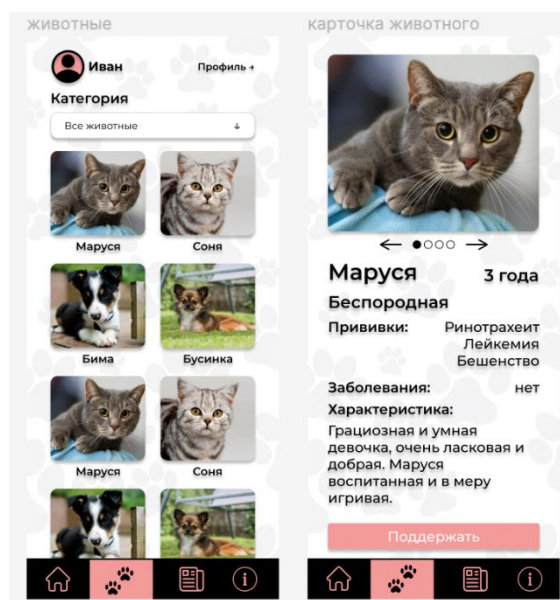 животные
Иван
Профиль →
Категория
Все животные ↓
Маруся
Соня
Бима
Бусинка
Маруся
Соня
карточка животного
← →
Маруся
3 года
Беспородная
Прививки: Ринотрахеит
Лейкемия
Бешенство
Заболевания: нет
Характеристика:
Грациозная и умная
девочка, очень ласковая и
добрая. Маруся
воспитанная и в меру
игривая.
Поддержать